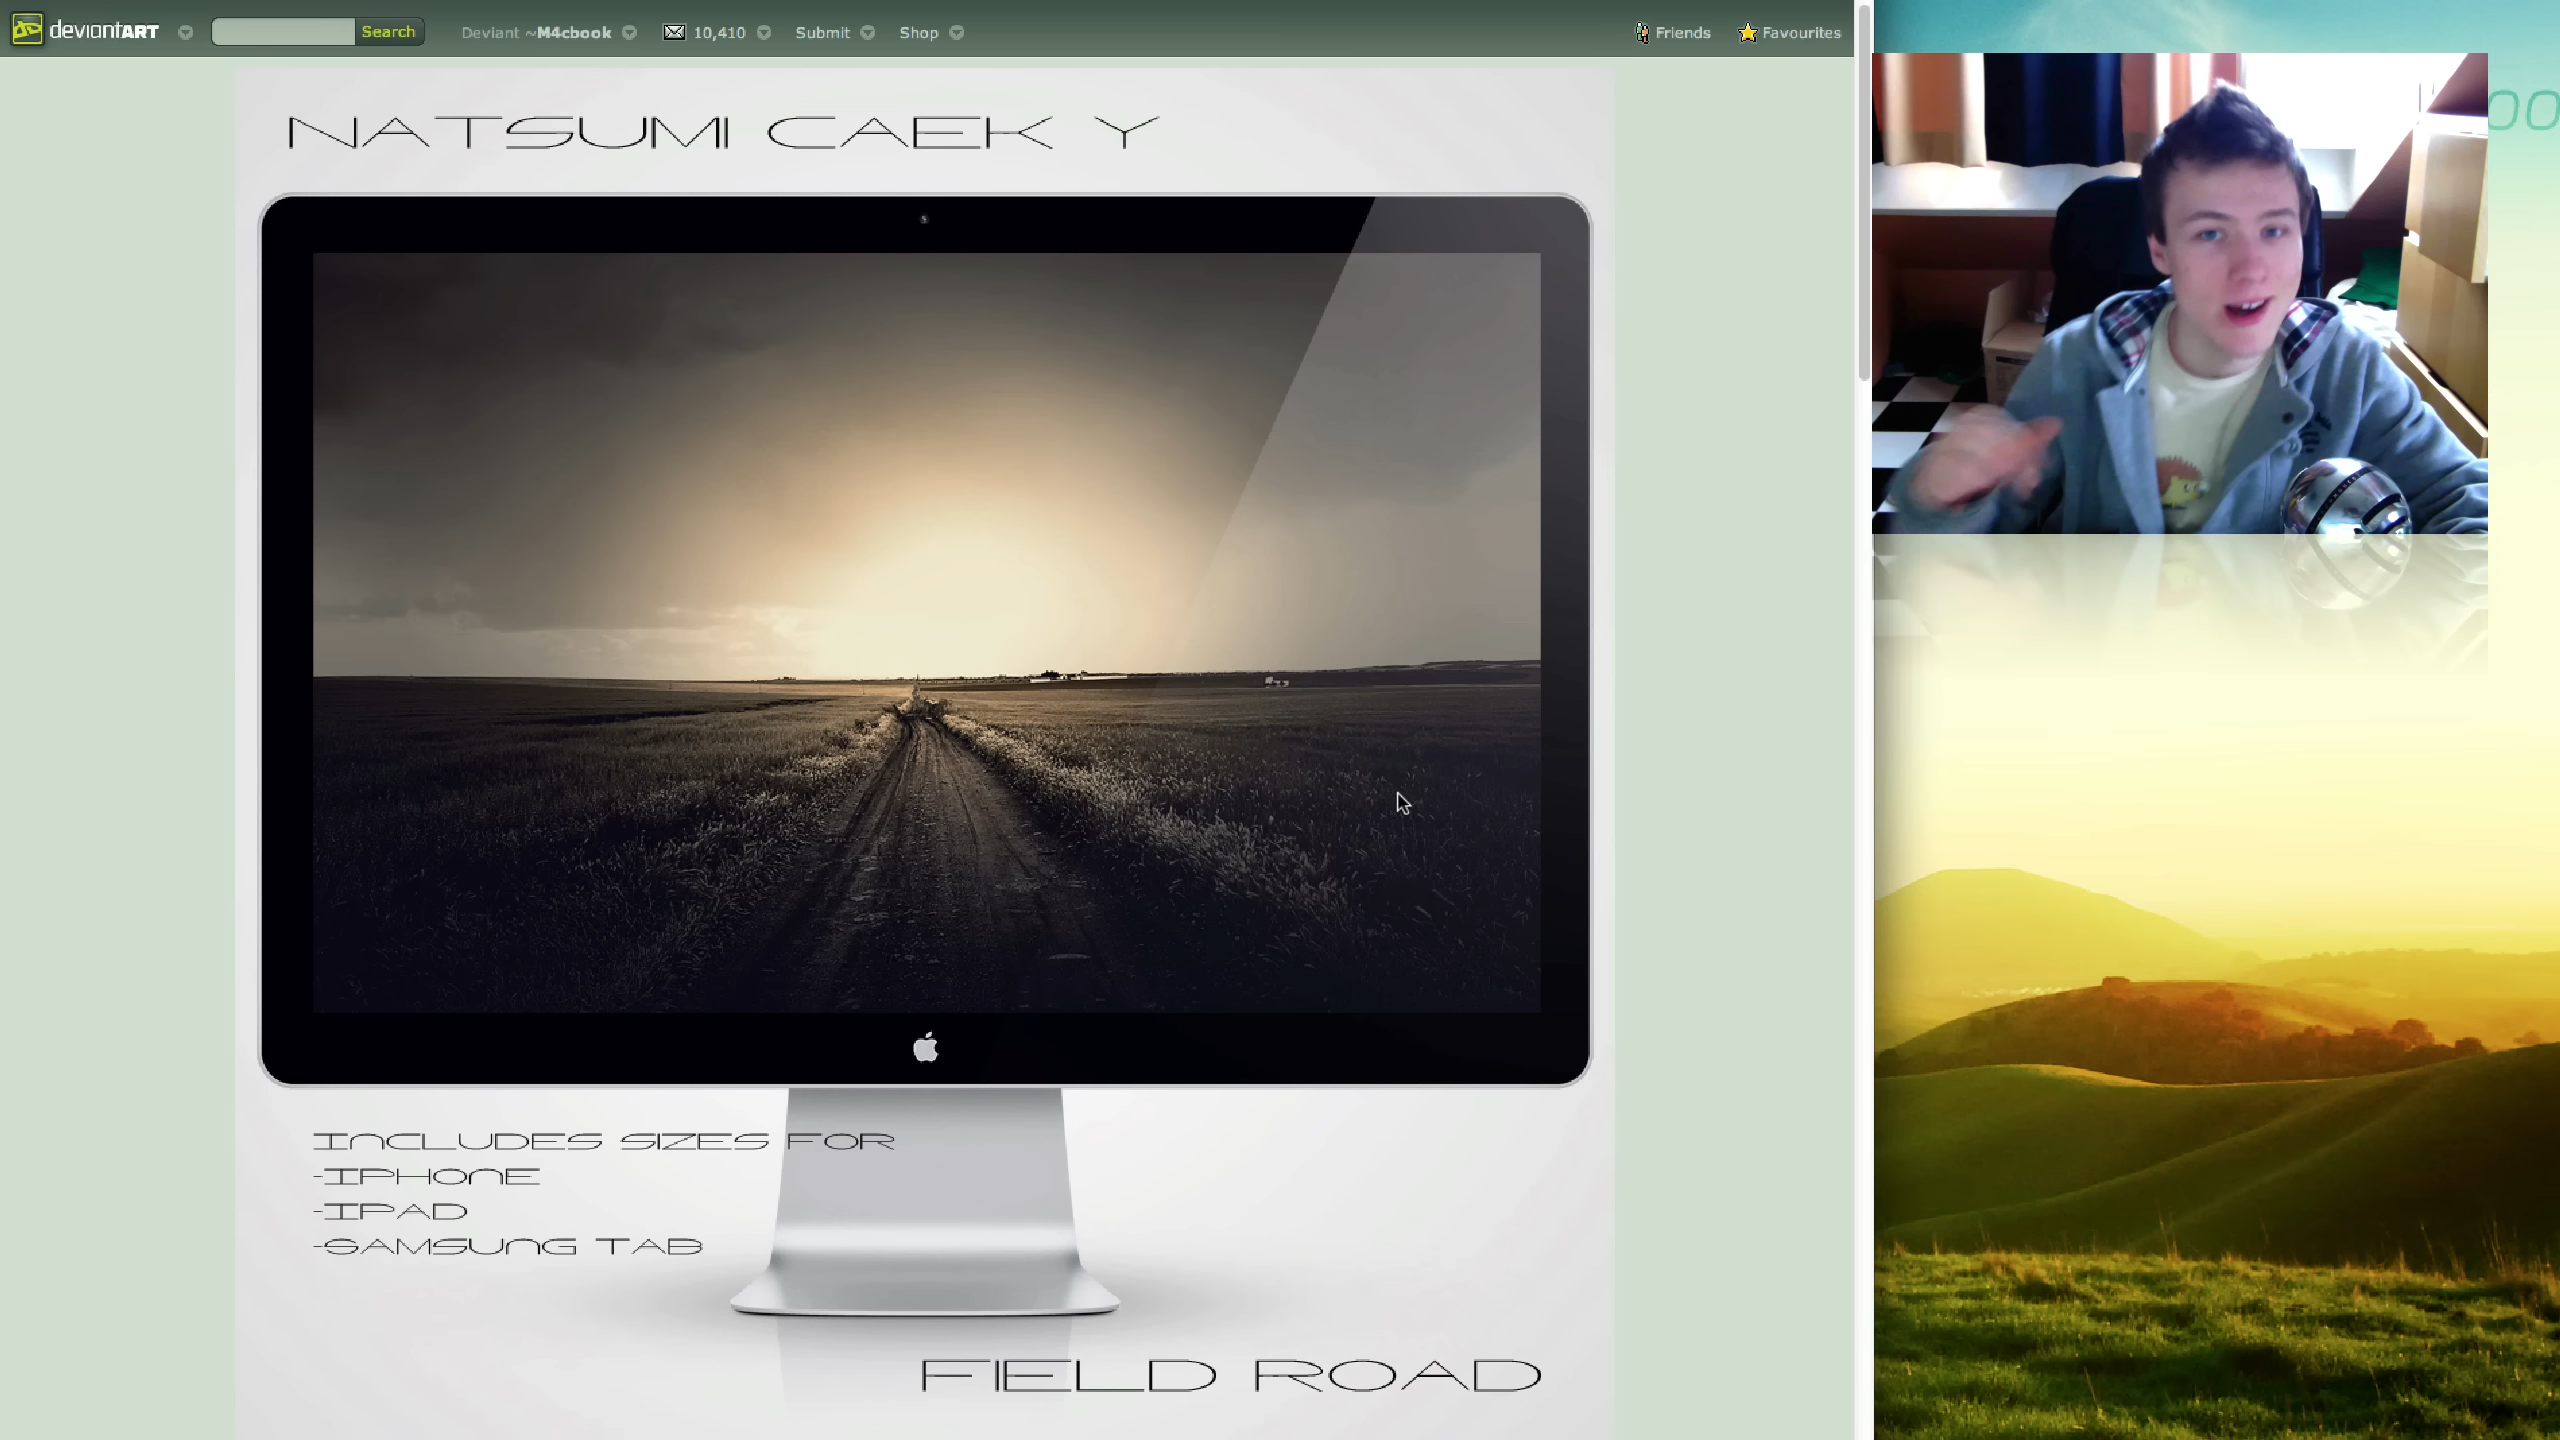 deviantART Search Deviant ~M4cbook 10,410 Submit Shop Friends Favourites
NATSUMI CAEK Y
INCLUDES SIZES FOR
-IPHONE
-IPAD
-SAMSUNG TAB
FIELD ROAD